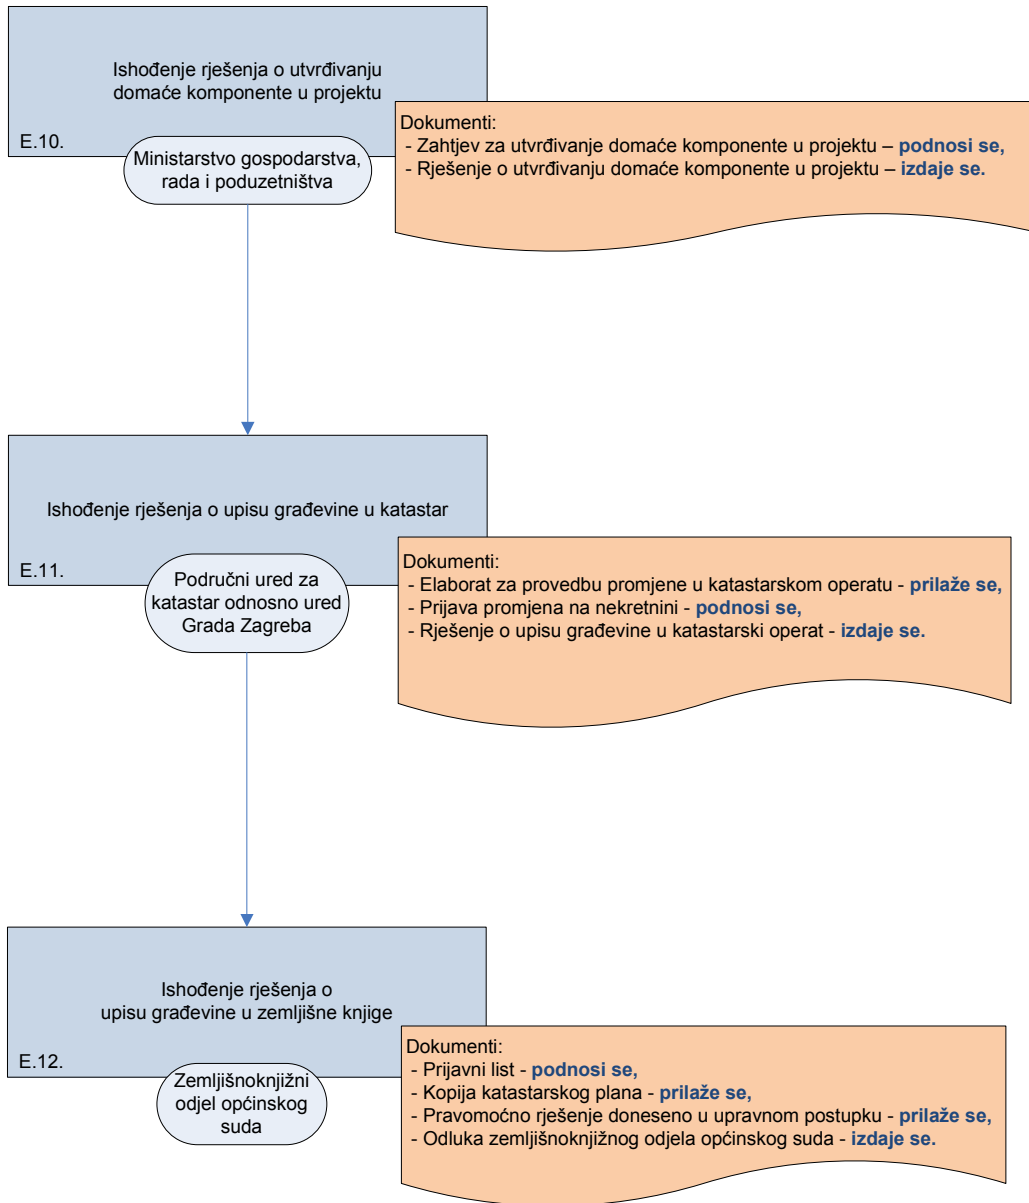 Ishođenje rješenja o utvrđivanju
domaće komponente u projektu
E.10.
Ministarstvo gospodarstva,
rada i poduzetništva
Dokumenti:
- Zahtjev za utvrđivanje domaće komponente u projektu – podnosi se,
- Rješenje o utvrđivanju domaće komponente u projektu – izdaje se.
Ishođenje rješenja o upisu građevine u katastar
E.11.
Područni ured za
katastar odnosno ured
Grada Zagreba
Dokumenti:
- Elaborat za provedbu promjene u katastarskom operatu - prilaže se,
- Prijava promjena na nekretnini - podnosi se,
- Rješenje o upisu građevine u katastarski operat - izdaje se.
Ishođenje rješenja o
upisu građevine u zemljišne knjige
E.12.
Zemljišnoknjižni
odjel općinskog
suda
Dokumenti:
- Prijavni list - podnosi se,
- Kopija katastarskog plana - prilaže se,
- Pravomoćno rješenje doneseno u upravnom postupku - prilaže se,
- Odluka zemljišnoknjižnog odjela općinskog suda - izdaje se.